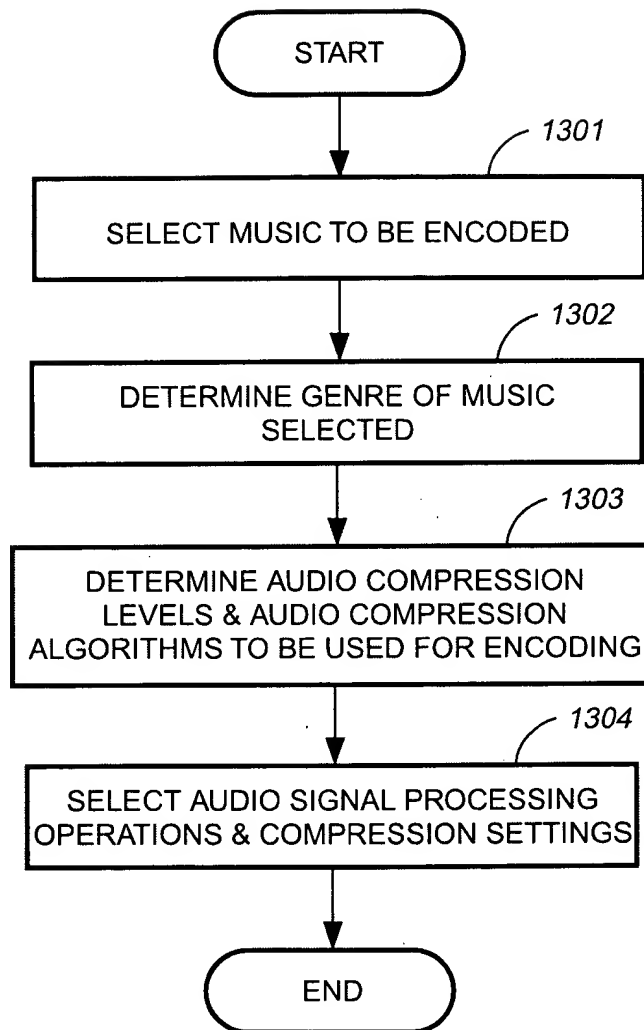 START
1301
SELECT MUSIC TO BE ENCODED
1302
DETERMINE GENRE OF MUSIC
SELECTED
1303
DETERMINE AUDIO COMPRESSION
LEVELS & AUDIO COMPRESSION
ALGORITHMS TO BE USED FOR ENCODING
1304
SELECT AUDIO SIGNAL PROCESSING
OPERATIONS & COMPRESSION SETTINGS
END